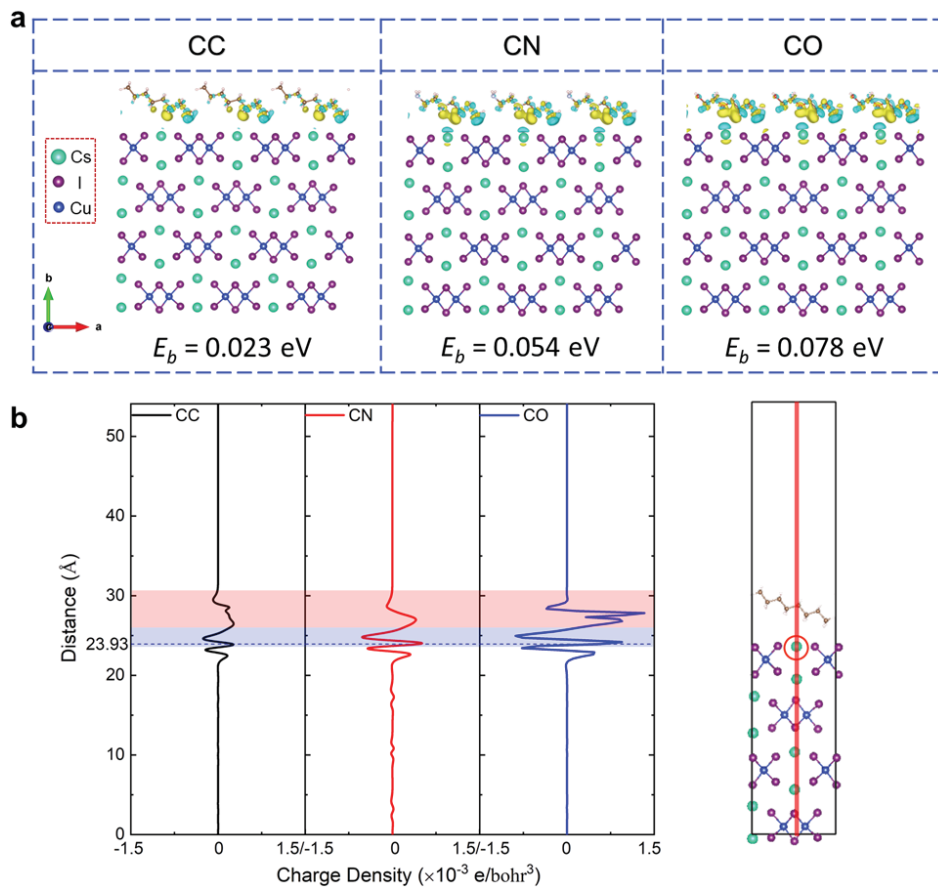 a
CC CN CO
Cs
I
Cu
b
a
E_b = 0.023 eV E_b = 0.054 eV E_b = 0.078 eV
b
CC CN CO
50
40
30
23.93
20
10
0
-1.5 0 1.5/-1.5 0 1.5/-1.5 0 1.5
Distance (Å)
Charge Density (×10⁻³ e/bohr³)